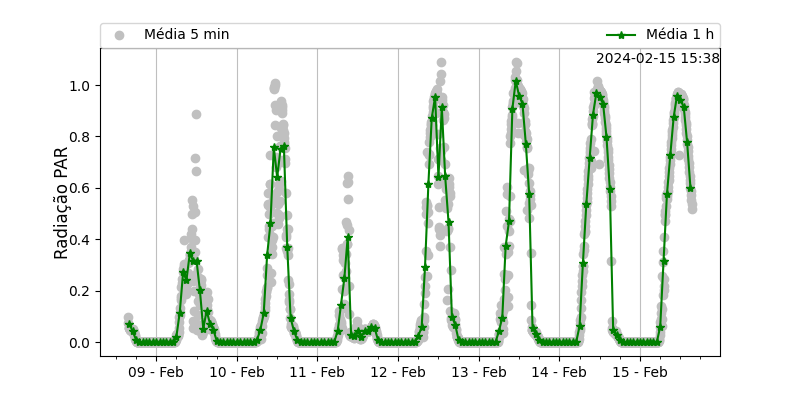 Média 5 min
Média 1 h
2024-02-15 15:38
Radiação PAR
1.0
0.8
0.6
0.4
0.2
0.0
09 - Feb
10 - Feb
11 - Feb
12 - Feb
13 - Feb
14 - Feb
15 - Feb